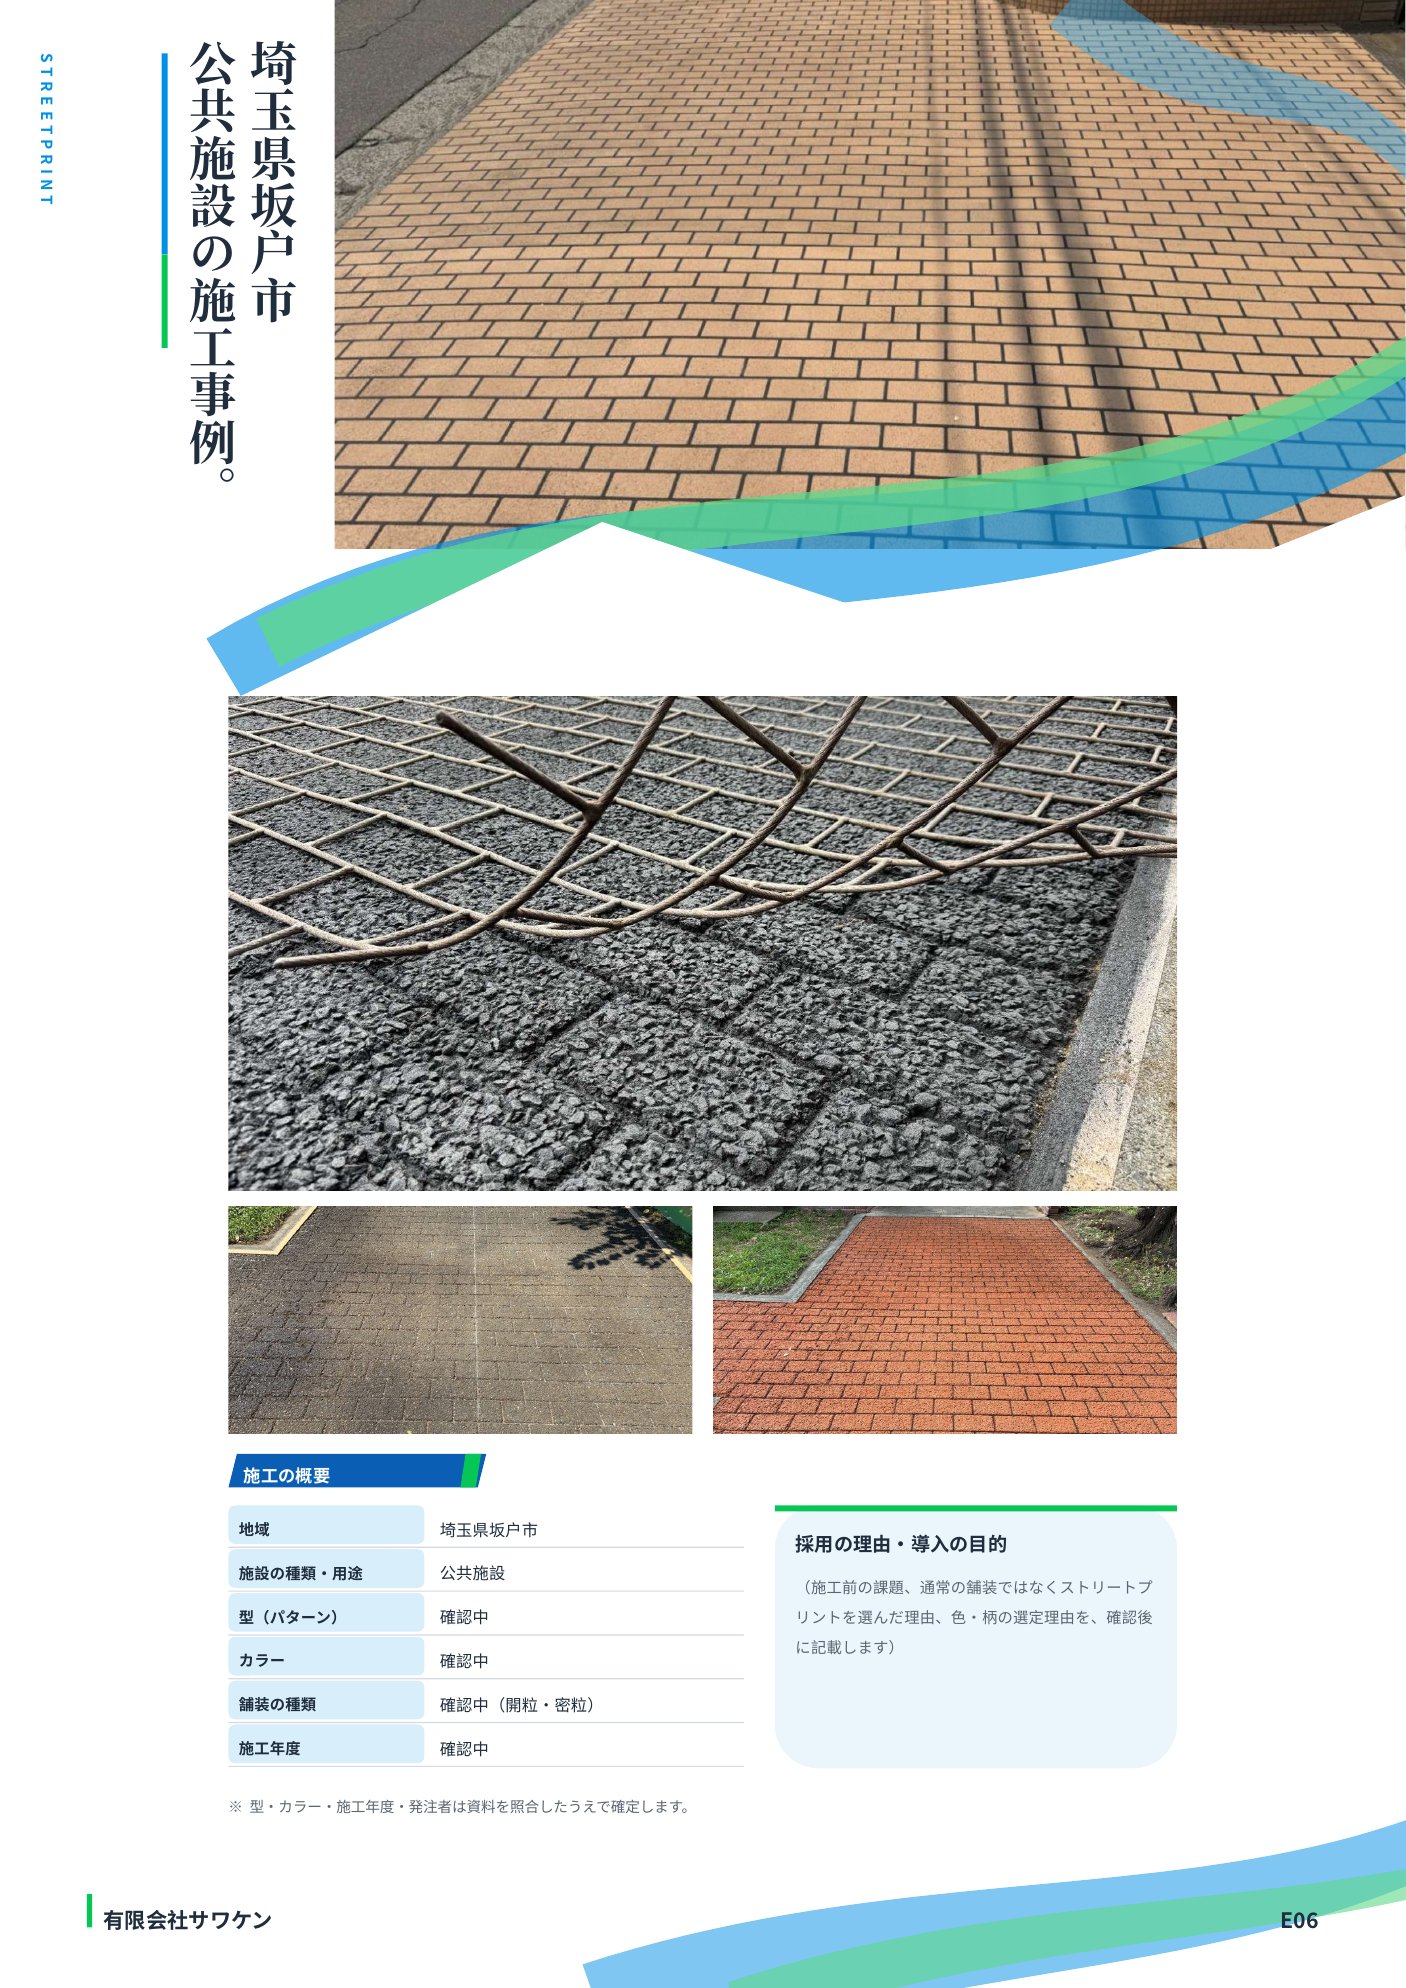 STREETPRINT
埼玉県坂戸市
公共施設の施工事例。
施工の概要
地域 埼玉県坂戸市
施設の種類・用途 公共施設
型（パターン） 確認中
カラー 確認中
舗装の種類 確認中（開粒・密粒）
施工年度 確認中
採用の理由・導入の目的
（施工前の課題、通常の舗装ではなくストリートプ
リントを選んだ理由、色・柄の選定理由を、確認後
に記載します）
※ 型・カラー・施工年度・発注者は資料を照合したうえで確定します。
有限会社サワケン
E06